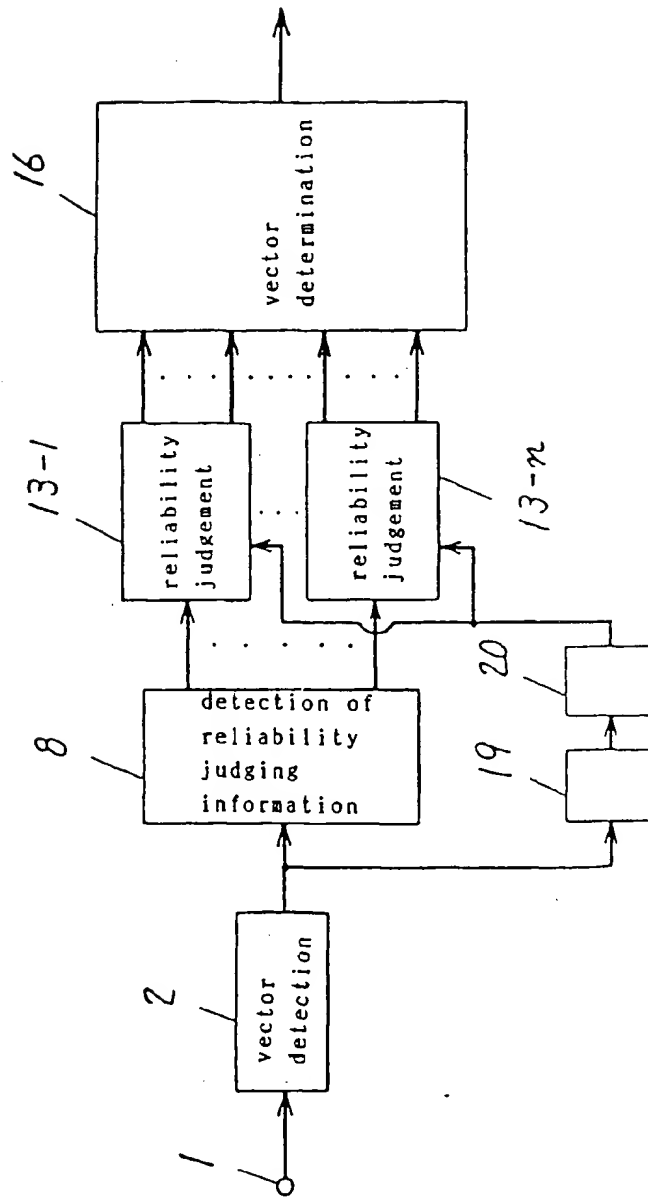 1
2
vector
detection
8
detection of
reliability
judging
information
19
20
13-1
reliability
judgement
reliability
judgement
13-n
16
vector
determination